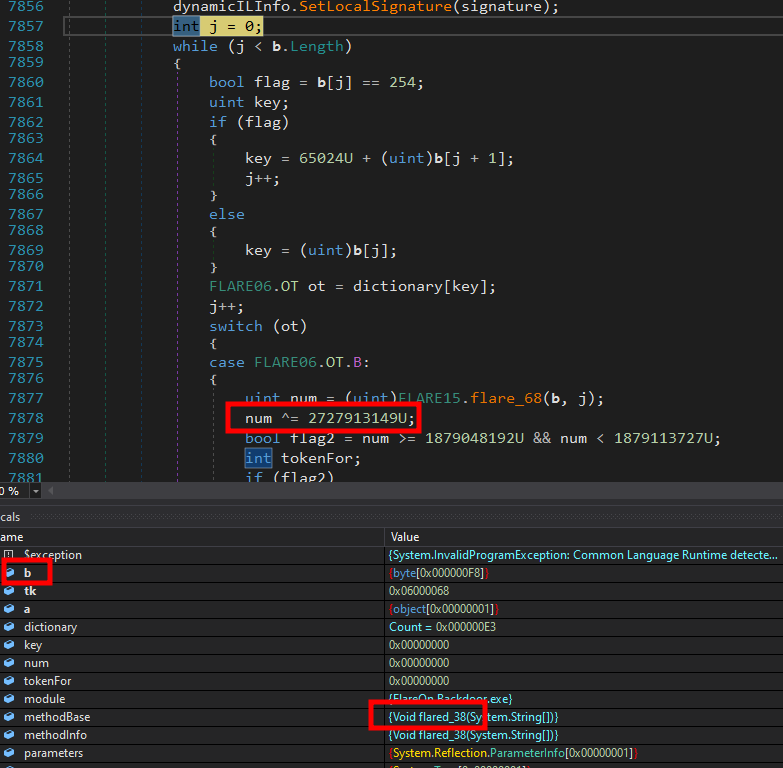 7856 dynamicILInfo.SetLocalSignature(signature);
7857 int j = 0;
7858 while (j < b.Length)
7859 {
7860 bool flag = b[j] == 254;
7861 uint key;
7862 if (flag)
7863 {
7864 key = 65024U + (uint)b[j + 1];
7865 j++;
7866 }
7867 else
7868 {
7869 key = (uint)b[j];
7870 }
7871 FLARE06.OT ot = dictionary[key];
7872 j++;
7873 switch (ot)
7874 {
7875 case FLARE06.OT.B:
7876 {
7877 uint num = (uint)FLARE15.flare_68(b, j);
7878 num ^= 2727913149U;
7879 bool flag2 = num >= 1879048192U && num < 1879113727U;
7880 int tokenFor;
7881 if (flag2)
0 %
cals
ame Value
$exception {System.InvalidProgramException: Common Language Runtime detecte...
b {byte[0x000000F8]}
tk 0x06000068
a {object[0x00000001]}
dictionary Count = 0x000000E3
key 0x00000000
num 0x00000000
tokenFor 0x00000000
module {FlareOn.Backdoor.exe}
methodBase {Void flared_38(System.String[])}
methodInfo {Void flared_38(System.String[])}
parameters {System.Reflection.ParameterInfo[0x00000001]}